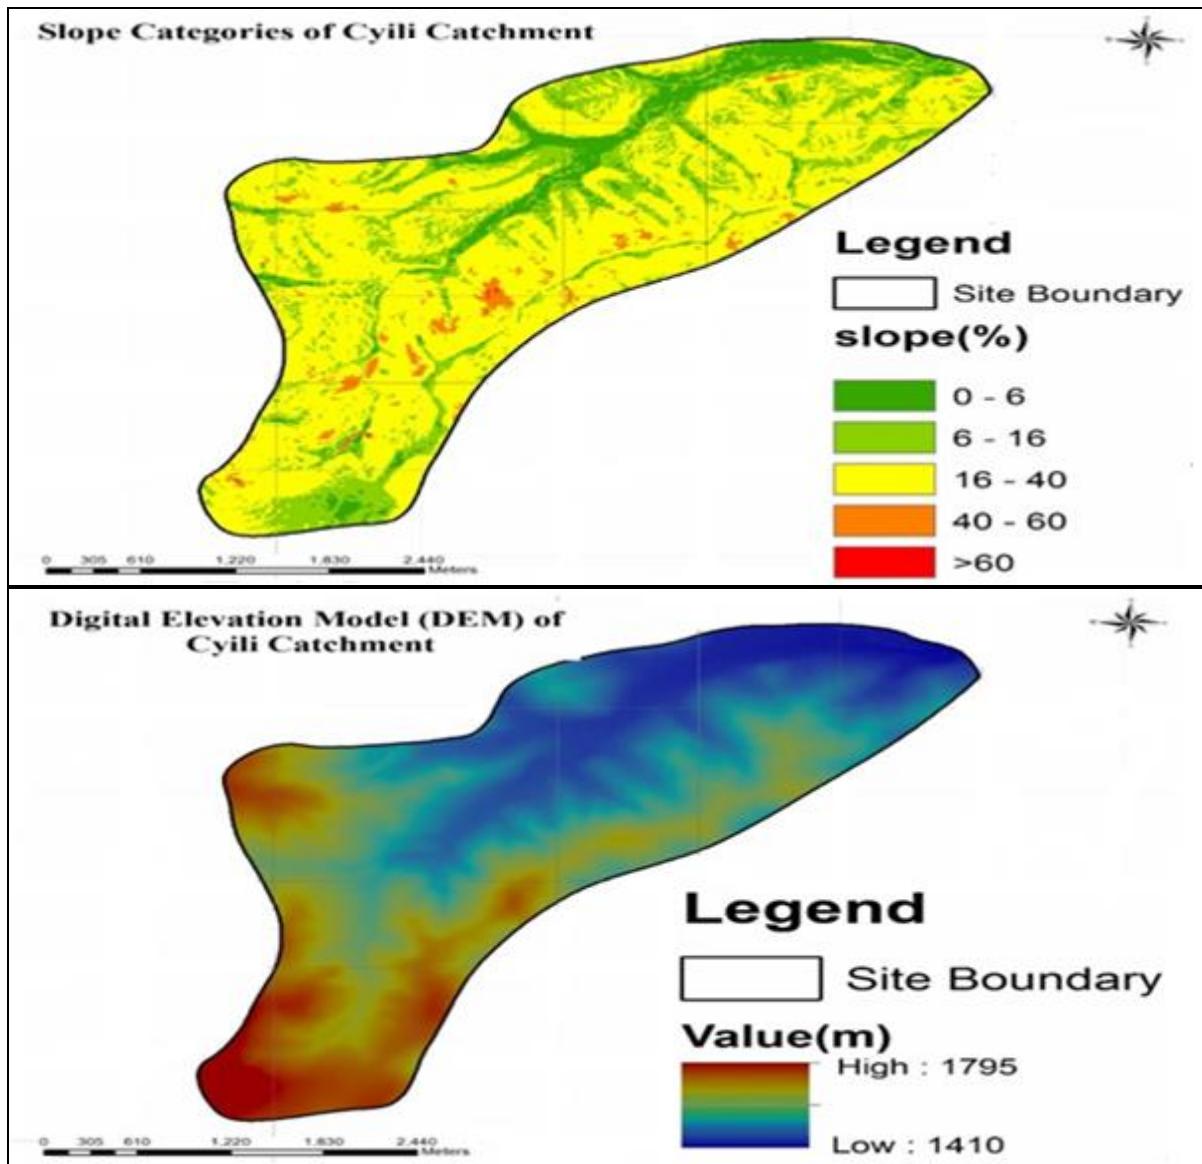 Slope Categories of Cyili Catchment
Legend
Site Boundary
slope(%)
0 - 6
6 - 16
16 - 40
40 - 60
>60
0 305 610 1.220 1.830 2.440
Meters
Digital Elevation Model (DEM) of
Cyili Catchment
Legend
Site Boundary
Value(m)
High : 1795
Low : 1410
0 305 610 1.220 1.830 2.440
Meters